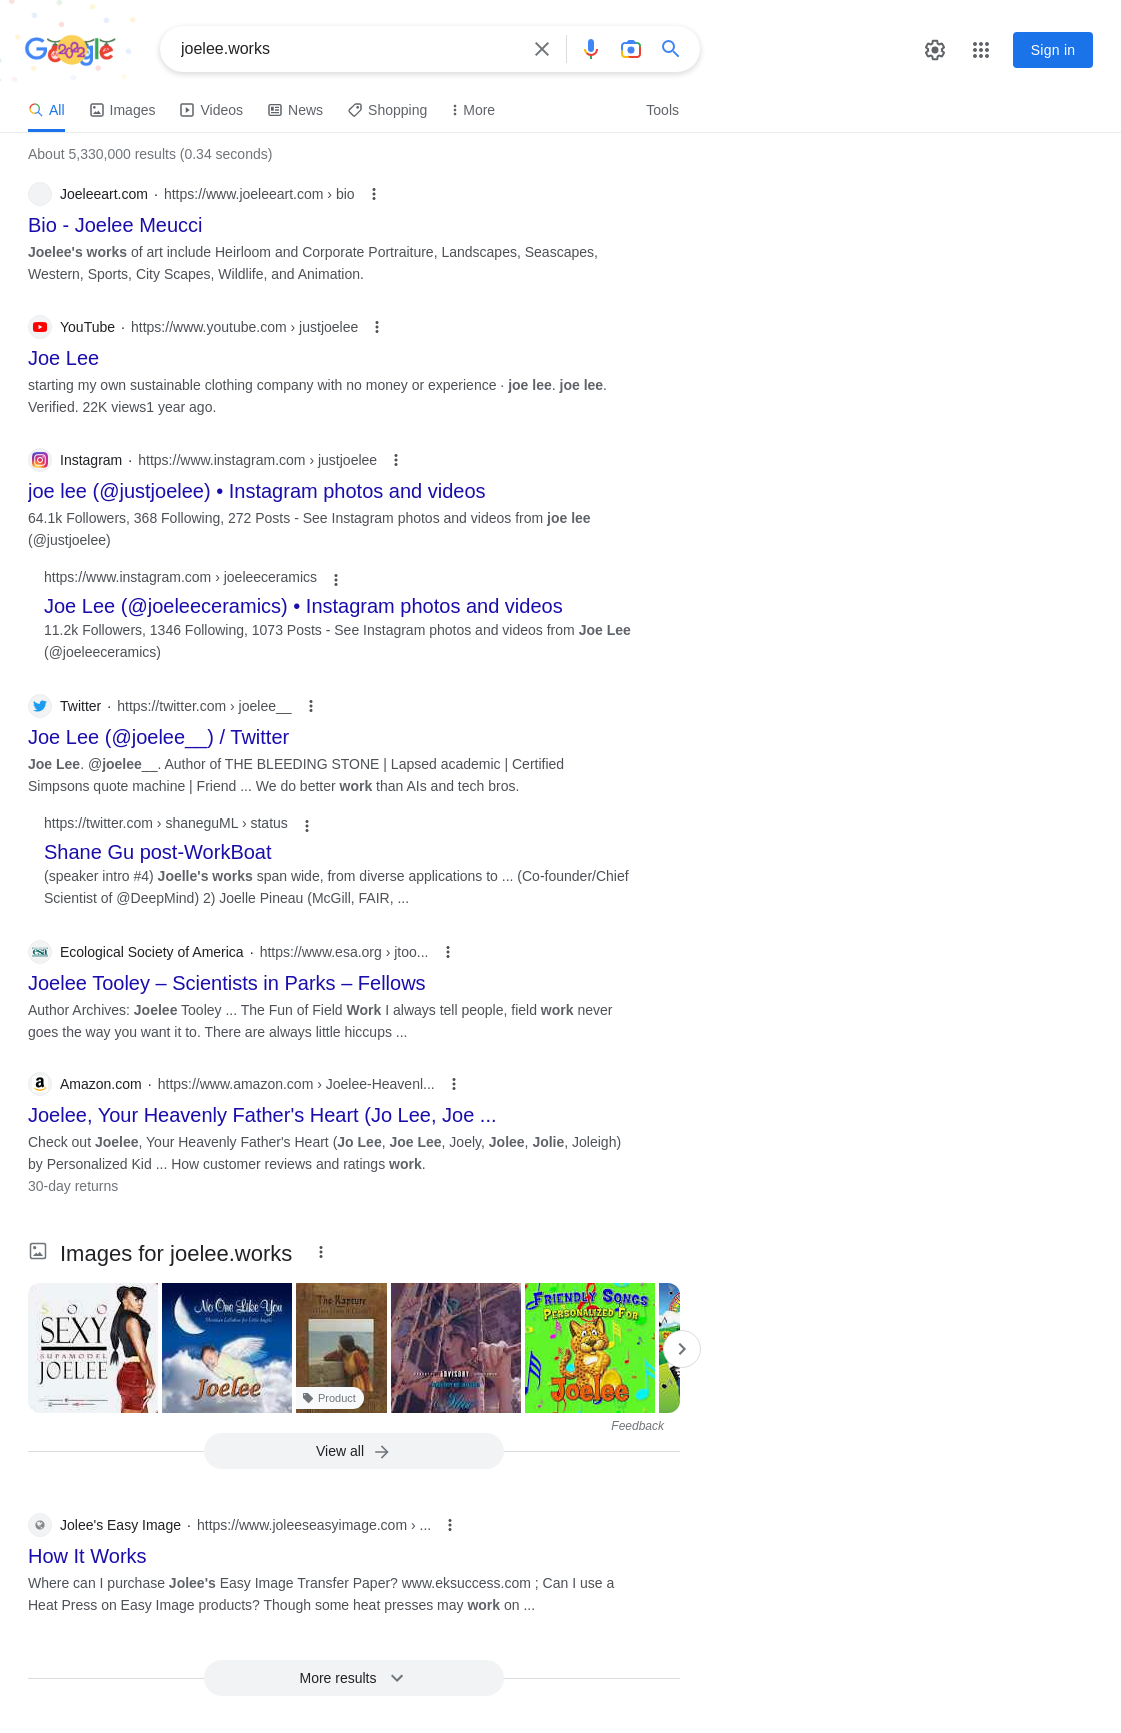 Google
joelee.works
Sign in
All
Images
Videos
News
Shopping
More
Tools
About 5,330,000 results (0.34 seconds)
Joeleeart.com · https://www.joeleeart.com › bio
Bio - Joelee Meucci
Joelee's works of art include Heirloom and Corporate Portraiture, Landscapes, Seascapes,
Western, Sports, City Scapes, Wildlife, and Animation.
YouTube · https://www.youtube.com › justjoelee
Joe Lee
starting my own sustainable clothing company with no money or experience · joe lee. joe lee.
Verified. 22K views1 year ago.
Instagram · https://www.instagram.com › justjoelee
joe lee (@justjoelee) • Instagram photos and videos
64.1k Followers, 368 Following, 272 Posts - See Instagram photos and videos from joe lee
(@justjoelee)
https://www.instagram.com › joeleeceramics
Joe Lee (@joeleeceramics) • Instagram photos and videos
11.2k Followers, 1346 Following, 1073 Posts - See Instagram photos and videos from Joe Lee
(@joeleeceramics)
Twitter · https://twitter.com › joelee__
Joe Lee (@joelee__) / Twitter
Joe Lee. @joelee__. Author of THE BLEEDING STONE | Lapsed academic | Certified
Simpsons quote machine | Friend ... We do better work than AIs and tech bros.
https://twitter.com › shaneguML › status
Shane Gu post-WorkBoat
(speaker intro #4) Joelle's works span wide, from diverse applications to ... (Co-founder/Chief
Scientist of @DeepMind) 2) Joelle Pineau (McGill, FAIR, ...
esa
Ecological Society of America · https://www.esa.org › jtoo...
Joelee Tooley – Scientists in Parks – Fellows
Author Archives: Joelee Tooley ... The Fun of Field Work I always tell people, field work never
goes the way you want it to. There are always little hiccups ...
Amazon.com · https://www.amazon.com › Joelee-Heavenl...
Joelee, Your Heavenly Father's Heart (Jo Lee, Joe ...
Check out Joelee, Your Heavenly Father's Heart (Jo Lee, Joe Lee, Joely, Jolee, Jolie, Joleigh)
by Personalized Kid ... How customer reviews and ratings work.
30-day returns
Images for joelee.works
SOO
SEXY
SUPAMODEL
JOELEE
No One Like You
Christian Lullabies for Little Angels
Joelee
The Rapture
Product
ADVISORY
FRIENDLY SONGS
PERSONALIZED FOR
Joelee
Feedback
View all
Jolee's Easy Image · https://www.joleeseasyimage.com › ...
How It Works
Where can I purchase Jolee's Easy Image Transfer Paper? www.eksuccess.com ; Can I use a
Heat Press on Easy Image products? Though some heat presses may work on ...
More results